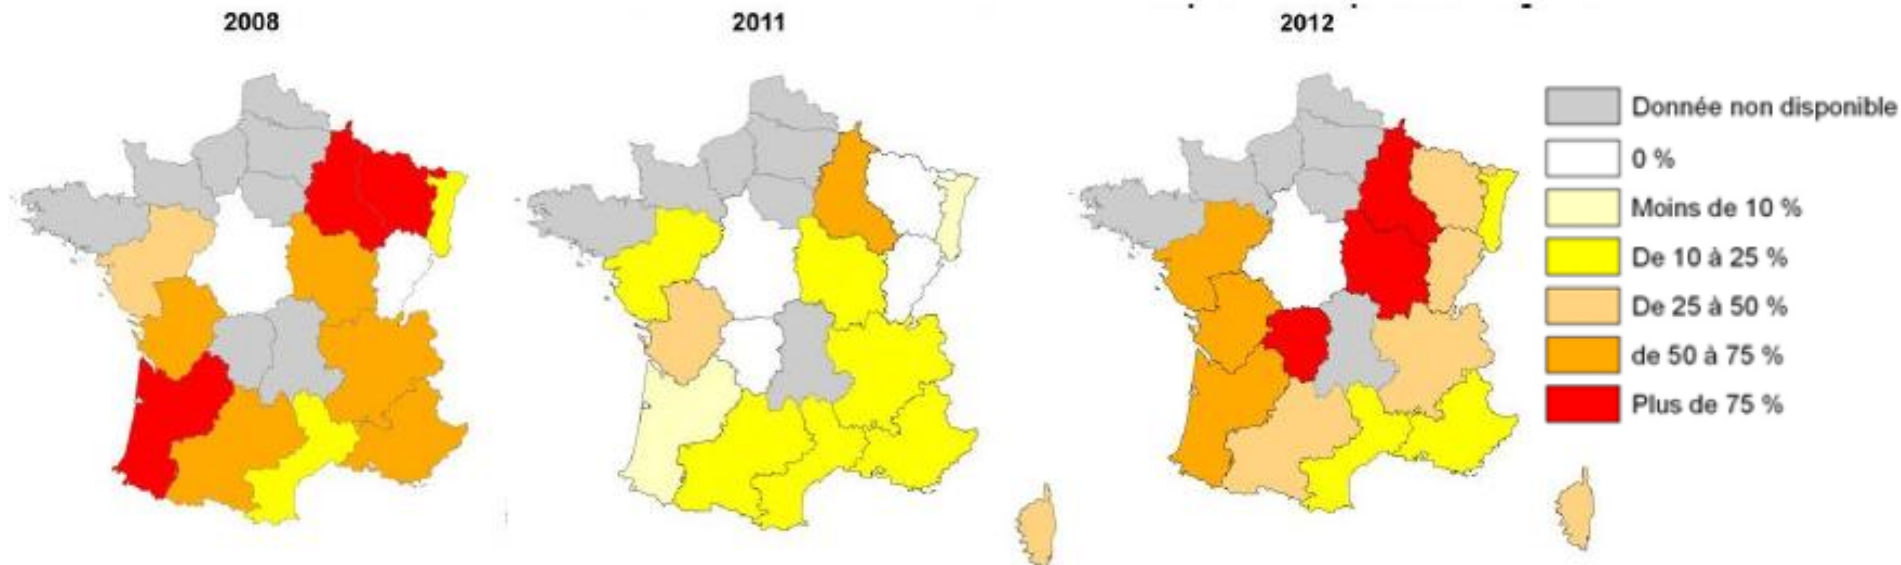 2008
2011
2012
Donnée non disponible
0 %
Moins de 10 %
De 10 à 25 %
De 25 à 50 %
de 50 à 75 %
Plus de 75 %